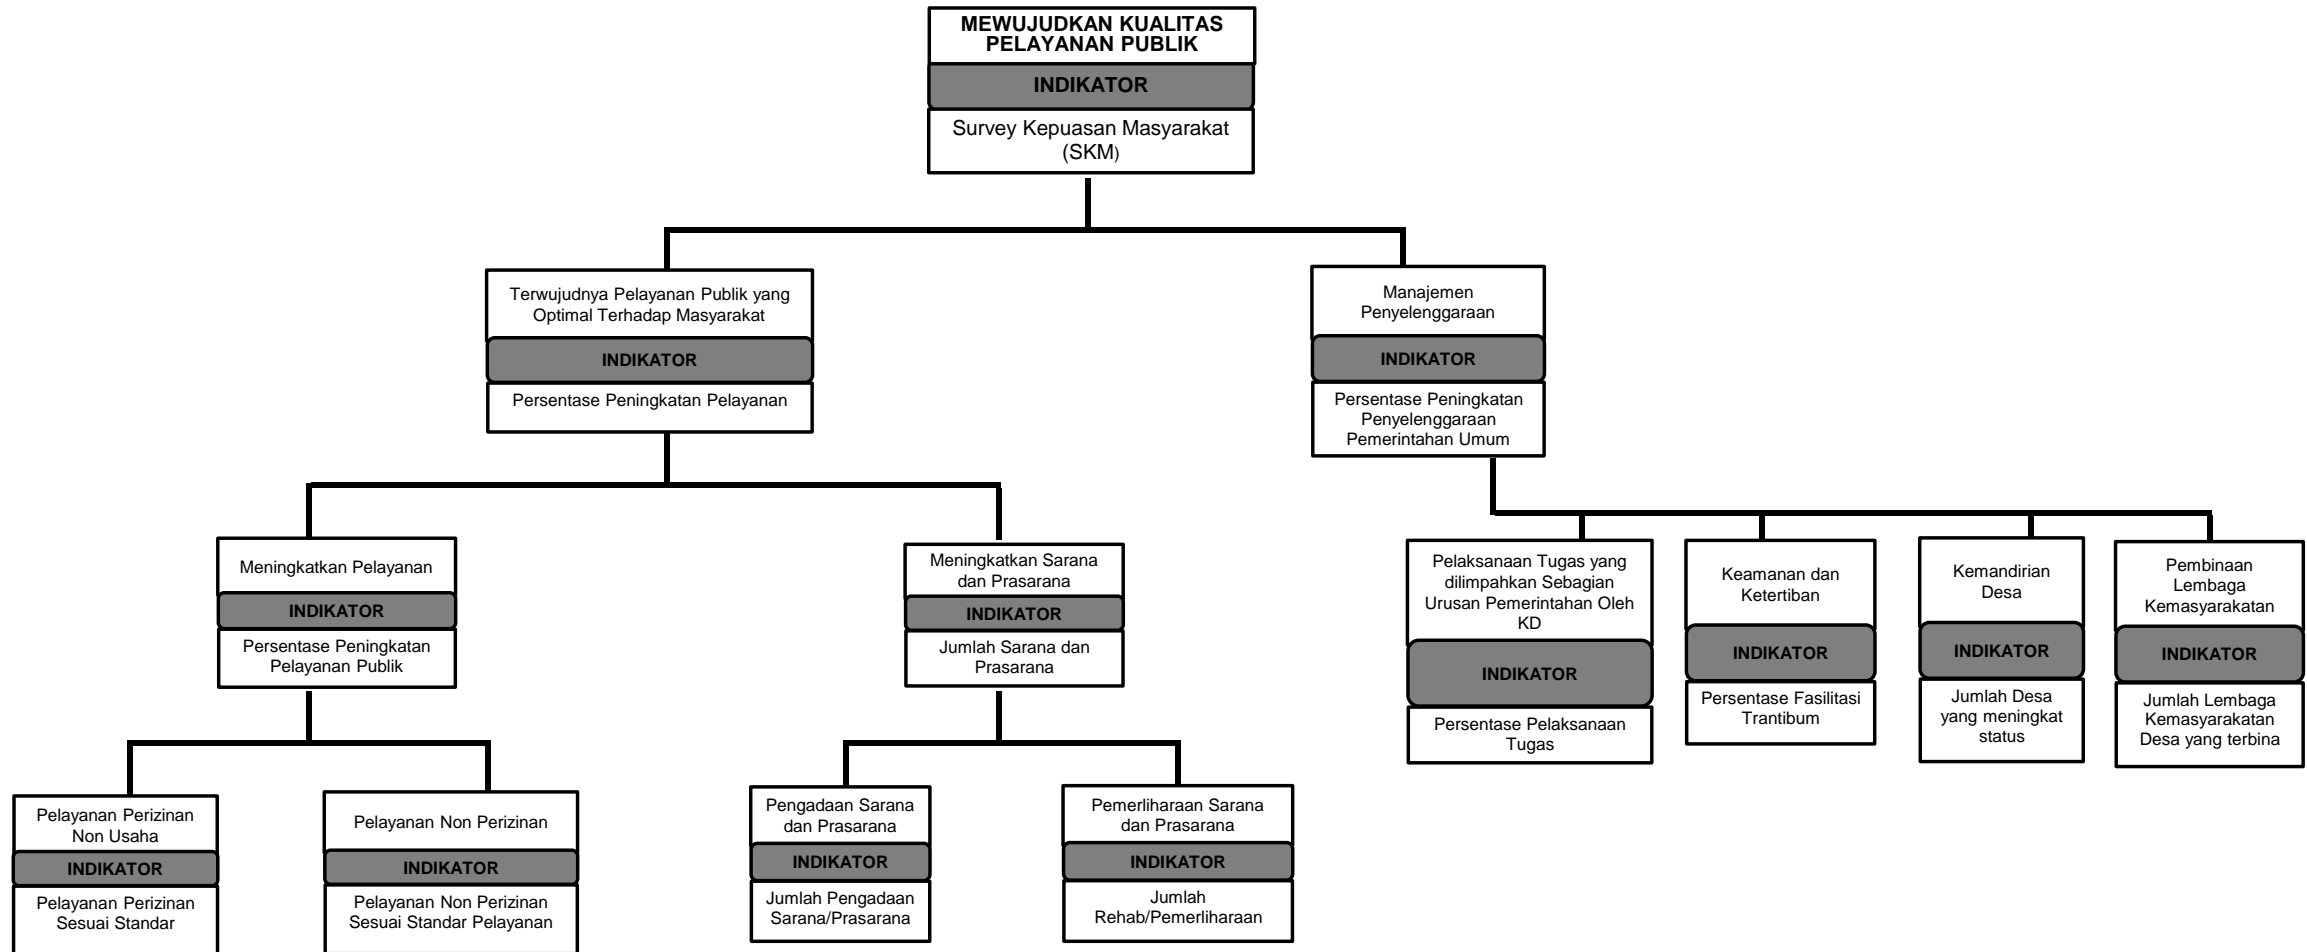 MEWUJUDKAN KUALITAS
PELAYANAN PUBLIK
INDIKATOR
Survey Kepuasan Masyarakat
(SKM)
Terwujudnya Pelayanan Publik yang
Optimal Terhadap Masyarakat
INDIKATOR
Persentase Peningkatan Pelayanan
Manajemen
Penyelenggaraan
INDIKATOR
Persentase Peningkatan
Penyelenggaraan
Pemerintahan Umum
Meningkatkan Pelayanan
INDIKATOR
Persentase Peningkatan
Pelayanan Publik
Meningkatkan Sarana
dan Prasarana
INDIKATOR
Jumlah Sarana dan
Prasarana
Pelaksanaan Tugas yang
dilimpahkan Sebagian
Urusan Pemerintahan Oleh
KD
INDIKATOR
Persentase Pelaksanaan
Tugas
Keamanan dan
Ketertiban
INDIKATOR
Persentase Fasilitasi
Trantibum
Kemandirian
Desa
INDIKATOR
Jumlah Desa
yang meningkat
status
Pembinaan
Lembaga
Kemasyarakatan
INDIKATOR
Jumlah Lembaga
Kemasyarakatan
Desa yang terbina
Pelayanan Perizinan
Non Usaha
INDIKATOR
Pelayanan Perizinan
Sesuai Standar
Pelayanan Non Perizinan
INDIKATOR
Pelayanan Non Perizinan
Sesuai Standar Pelayanan
Pengadaan Sarana
dan Prasarana
INDIKATOR
Jumlah Pengadaan
Sarana/Prasarana
Pemerliharaan Sarana
dan Prasarana
INDIKATOR
Jumlah
Rehab/Pemerliharaan